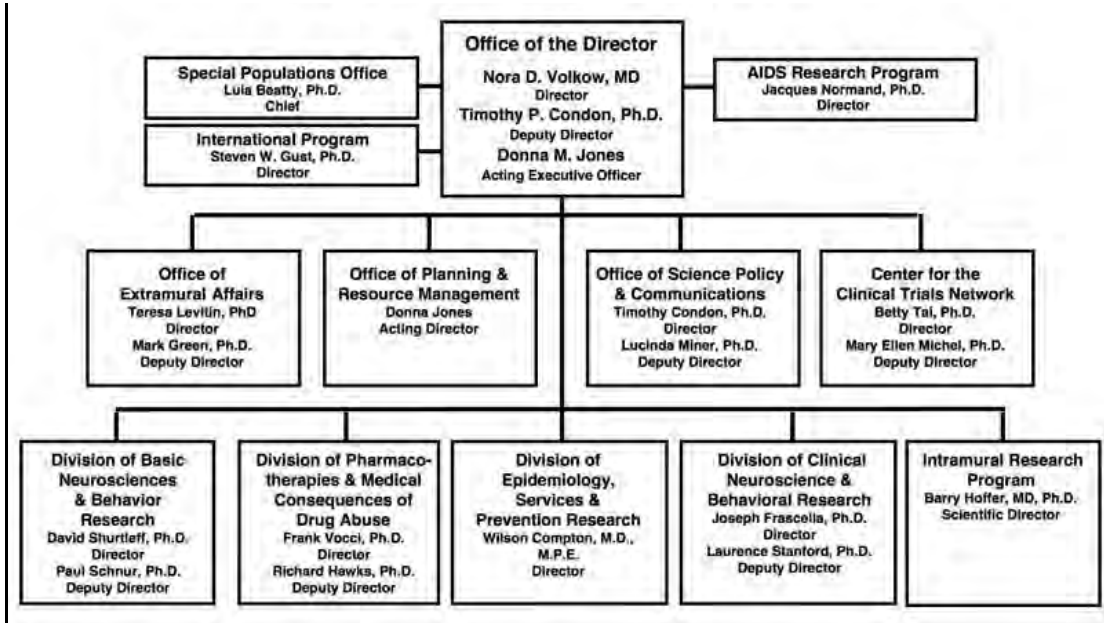 Office of the Director
Nora D. Volkow, MD
Director
Timothy P. Condon, Ph.D.
Deputy Director
Donna M. Jones
Acting Executive Officer
Special Populations Office
Lula Beatty, Ph.D.
Chief
International Program
Steven W. Gust, Ph.D.
Director
AIDS Research Program
Jacques Normand, Ph.D.
Director
Office of
Extramural Affairs
Teresa Levitin, PhD
Director
Mark Green, Ph.D.
Deputy Director
Office of Planning &
Resource Management
Donna Jones
Acting Director
Office of Science Policy
& Communications
Timothy Condon, Ph.D.
Director
Lucinda Miner, Ph.D.
Deputy Director
Center for the
Clinical Trials Network
Betty Tai, Ph.D.
Director
Mary Ellen Michel, Ph.D.
Deputy Director
Division of Basic
Neurosciences
& Behavior
Research
David Shurtleff, Ph.D.
Director
Paul Schnur, Ph.D.
Deputy Director
Division of Pharmaco-
therapies & Medical
Consequences of
Drug Abuse
Frank Vocci, Ph.D.
Director
Richard Hawks, Ph.D.
Deputy Director
Division of
Epidemiology,
Services &
Prevention Research
Wilson Compton, M.D.,
M.P.E.
Director
Division of Clinical
Neuroscience &
Behavioral Research
Joseph Frascella, Ph.D.
Director
Laurence Stanford, Ph.D.
Deputy Director
Intramural Research
Program
Barry Hoffer, MD, Ph.D.
Scientific Director